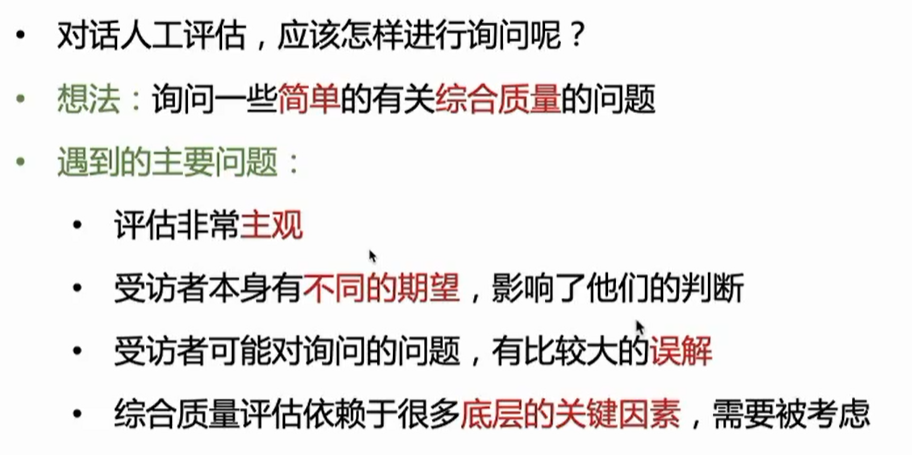 • 对话人工评估，应该怎样进行询问呢？
• 想法：询问一些简单的有关综合质量的问题
• 遇到的主要问题：
• 评估非常主观
• 受访者本身有不同的期望，影响了他们的判断
• 受访者可能对询问的问题，有比较大的误解
• 综合质量评估依赖于很多底层的关键因素，需要被考虑